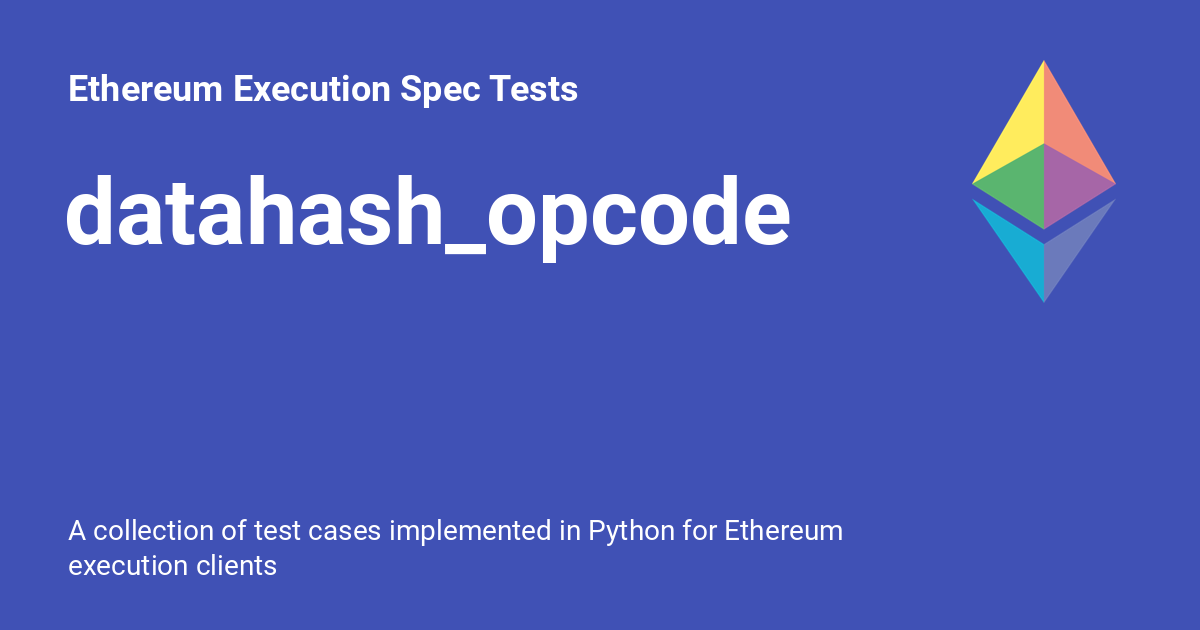 Ethereum Execution Spec Tests
datahash_opcode
A collection of test cases implemented in Python for Ethereum
execution clients